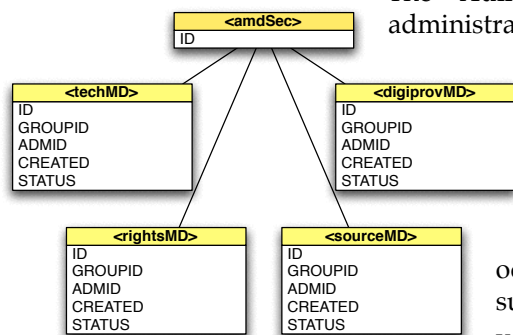 <amdSec>
ID
administra
<techMD>
ID
GROUPID
ADMID
CREATED
STATUS
<digiprovMD>
ID
GROUPID
ADMID
CREATED
STATUS
<rightsMD>
ID
GROUPID
ADMID
CREATED
STATUS
<sourceMD>
ID
GROUPID
ADMID
CREATED
STATUS
su